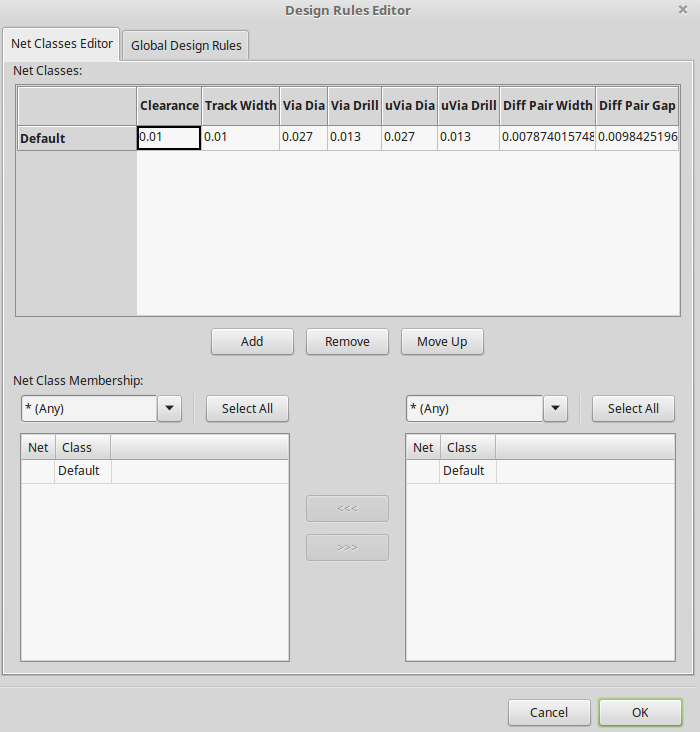 Design Rules Editor
Net Classes Editor Global Design Rules
Net Classes:
Clearance Track Width Via Dia Via Drill uVia Dia uVia Drill Diff Pair Width Diff Pair Gap
Default 0.01 0.01 0.027 0.013 0.027 0.013 0.007874015748 0.0098425196
Add Remove Move Up
Net Class Membership:
* (Any) Select All * (Any) Select All
Net Class Net Class
Default Default
<<<
>>>
Cancel OK